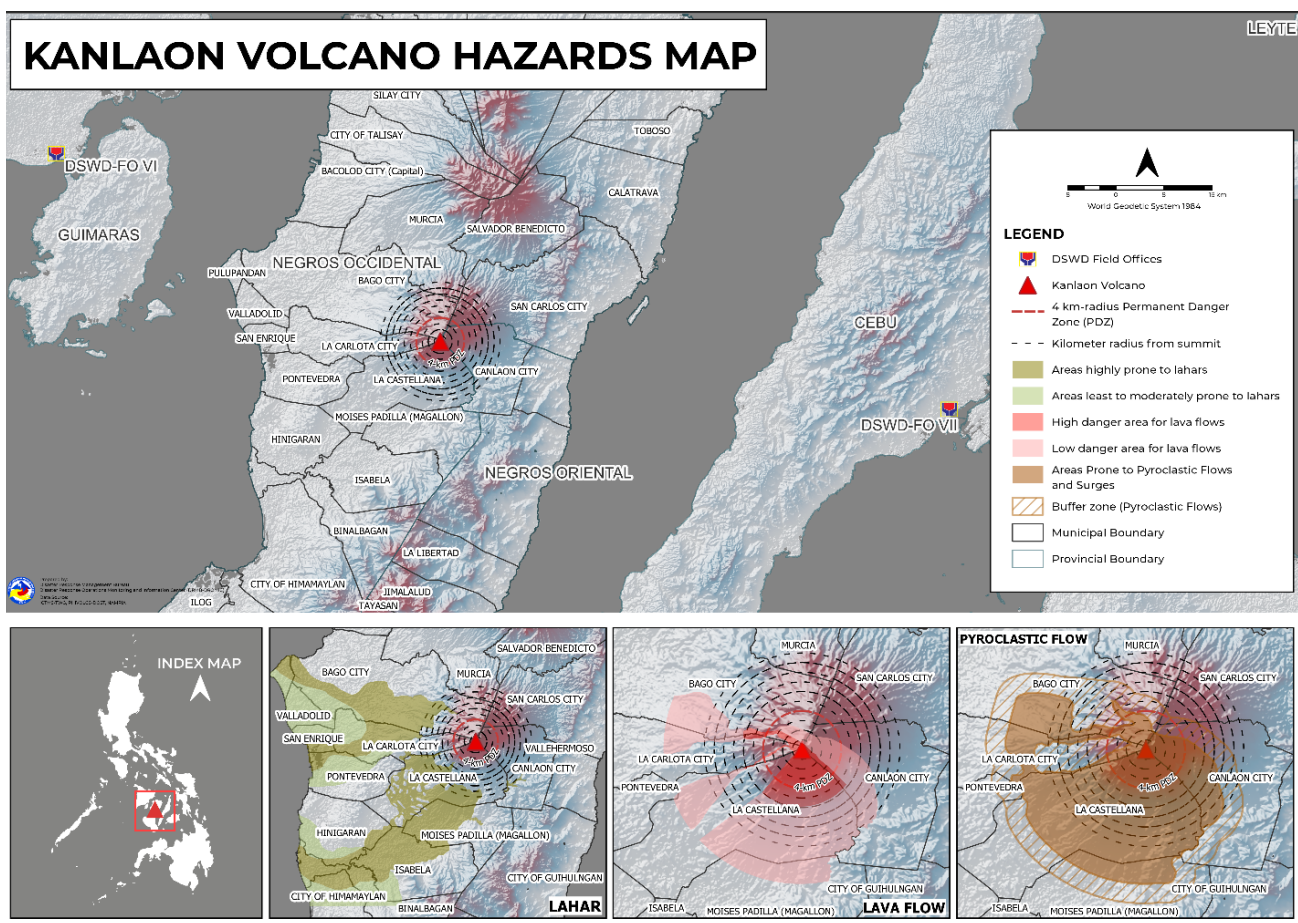 KANLAON VOLCANO HAZARDS MAP
LEYTE
SILAY CITY
TOBOSO
CITY OF TALISAY
DSWD-FO VI
BACOLOD CITY (Capital)
CALATRAVA
MURCIA
SALVADOR BENEDICTO
GUIMARAS
NEGROS OCCIDENTAL
PULUPANDAN
BAGO CITY
SAN CARLOS CITY
VALLADOLID
CEBU
SAN ENRIQUE
LA CARLOTA CITY
4-km PDZ
CANLAON CITY
PONTEVEDRA
LA CASTELLANA
MOISES PADILLA (MAGALLON)
DSWD-FO VII
HINIGARAN
NEGROS ORIENTAL
ISABELA
BINALBAGAN
LA LIBERTAD
CITY OF HIMAMAYLAN
JIMALALUD
ILOG
TAYASAN
5 0 5
World Geodetic System 1984
LEGEND
DSWD Field Offices
Kanlaon Volcano
4 km-radius Permanent Danger
Zone (PDZ)
Kilometer radius from summit
Areas highly prone to lahars
Areas least to moderately prone to lahars
High danger area for lava flows
Low danger area for lava flows
Areas Prone to Pyroclastic Flows
and Surges
Buffer zone (Pyroclastic Flows)
Municipal Boundary
Provincial Boundary
INDEX MAP
SALVADOR BENEDICTO
BAGO CITY
MURCIA
SAN CARLOS CITY
VALLADOLID
SAN ENRIQUE
LA CARLOTA CITY
VALLEHERMOSO
4-km PDZ
CANLAON CITY
PONTEVEDRA
LA CASTELLANA
HINIGARAN
MOISES PADILLA (MAGALLON)
ISABELA
CITY OF GUIHULNGAN
CITY OF HIMAMAYLAN
BINALBAGAN
LAHAR
MURCIA
BAGO CITY
SAN CARLOS CITY
LA CARLOTA CITY
CANLAON CITY
PONTEVEDRA
4-km PDZ
LA CASTELLANA
CITY OF GUIHULNGAN
ISABELA
MOISES PADILLA (MAGALLON)
LAVA FLOW
PYROCLASTIC FLOW
MURCIA
BAGO CITY
SAN CARLOS CITY
LA CARLOTA CITY
CANLAON CITY
PONTEVEDRA
4-km PDZ
LA CASTELLANA
CITY OF GUIHULNGAN
ISABELA
MOISES PADILLA (MAGALLON)